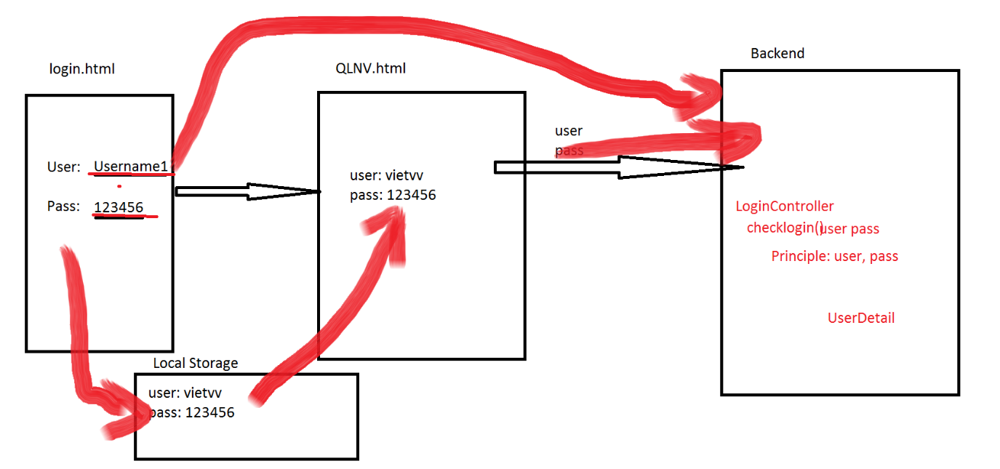 login.html
User: Username1
Pass: 123456
QLNV.html
user: vietvv
pass: 123456
Local Storage
user: vietvv
pass: 123456
user
pass
Backend
LoginController
checklogin()user pass
Principle: user, pass
UserDetail